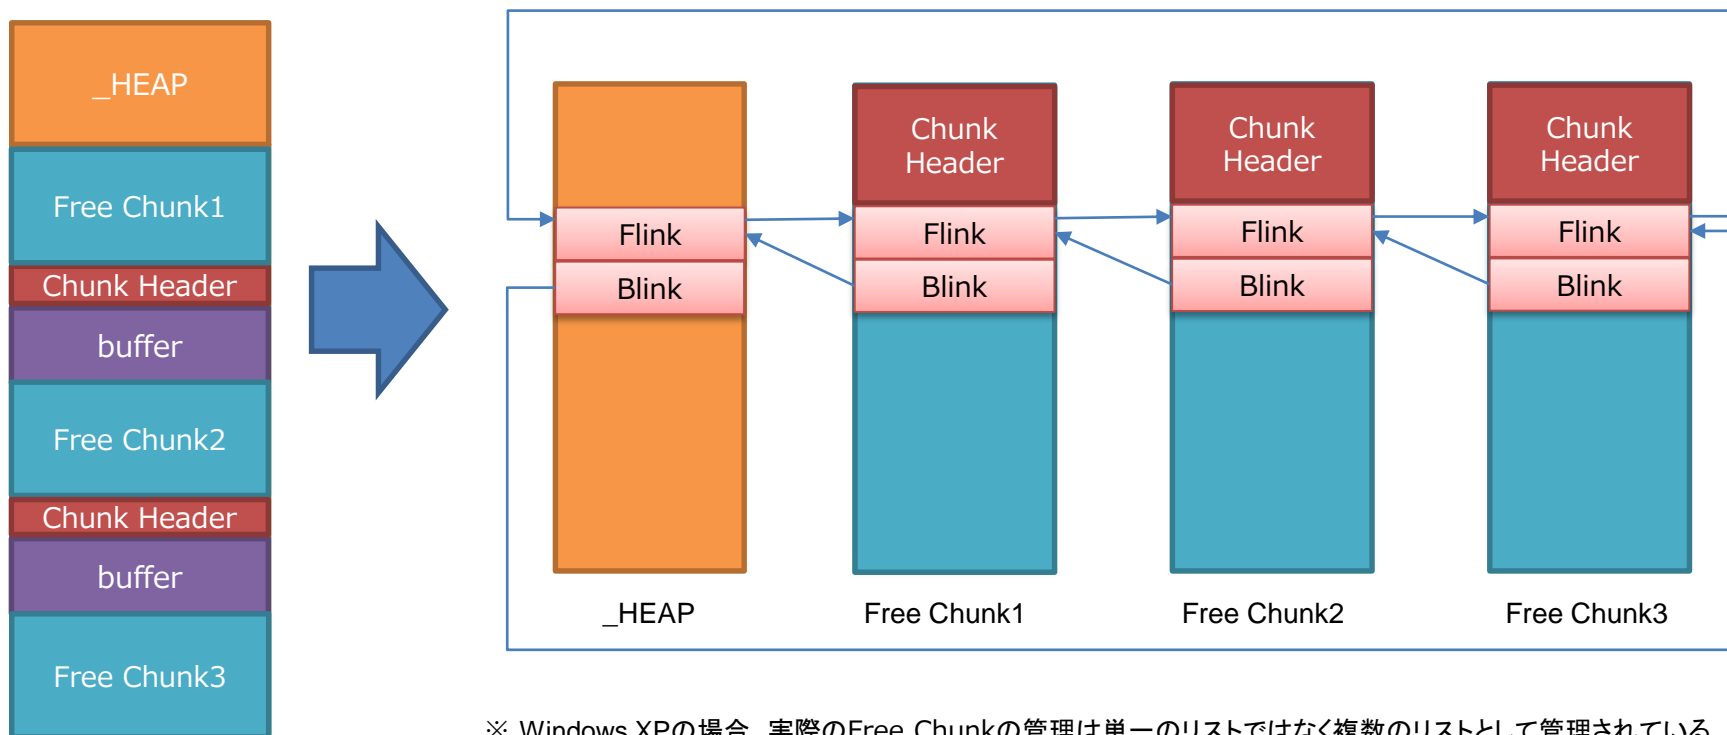 _HEAP
Free Chunk1
Chunk Header
buffer
Free Chunk2
Chunk Header
buffer
Free Chunk3
Chunk
Header
Chunk
Header
Chunk
Header
Flink
Flink
Flink
Flink
Blink
Blink
Blink
Blink
_HEAP
Free Chunk1
Free Chunk2
Free Chunk3
※ Windows XPの場合、実際のFree Chunkの管理は単一のリストではなく複数のリストとして管理されている